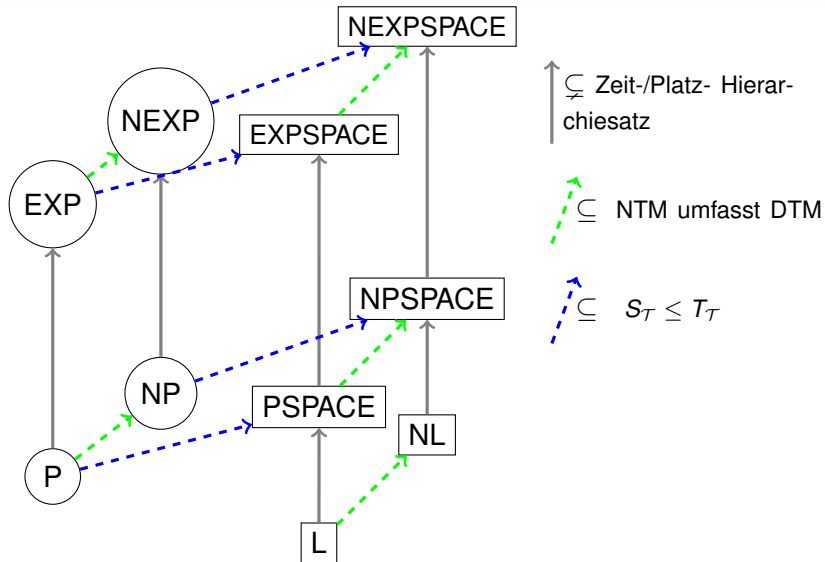 NEXPSPACE
NEXP
EXPSPACE
EXP
NPSPACE
NP
PSPACE
NL
P
L
⊊ Zeit-/Platz- Hierar-
chiesatz
⊆ NTM umfasst DTM
⊆ S𝒯 ≤ T𝒯